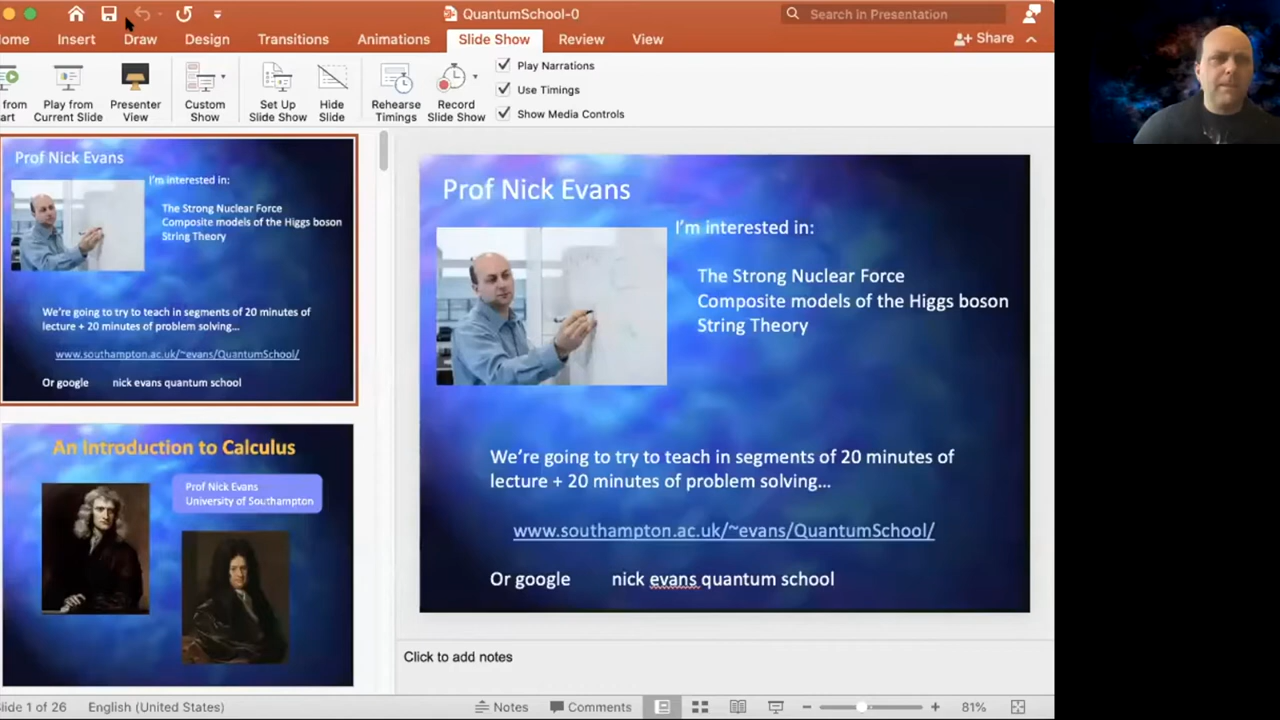 QuantumSchool-0
Search in Presentation
Insert
Draw
Design
Transitions
Animations
Slide Show
Review
View
Share
Play from
Current Slide
Presenter
View
Custom
Show
Set Up
Slide Show
Hide
Slide
Rehearse
Timings
Record
Slide Show
Play Narrations
Use Timings
Show Media Controls
Prof Nick Evans
I'm interested in:
The Strong Nuclear Force
Composite models of the Higgs boson
String Theory
We're going to try to teach in segments of 20 minutes of
lecture + 20 minutes of problem solving...
www.southampton.ac.uk/~evans/QuantumSchool/
Or google nick evans quantum school
An Introduction to Calculus
Prof Nick Evans
University of Southampton
Prof Nick Evans
I'm interested in:
The Strong Nuclear Force
Composite models of the Higgs boson
String Theory
We're going to try to teach in segments of 20 minutes of
lecture + 20 minutes of problem solving...
www.southampton.ac.uk/~evans/QuantumSchool/
Or google nick evans quantum school
Click to add notes
lide 1 of 26
English (United States)
Notes
Comments
81%